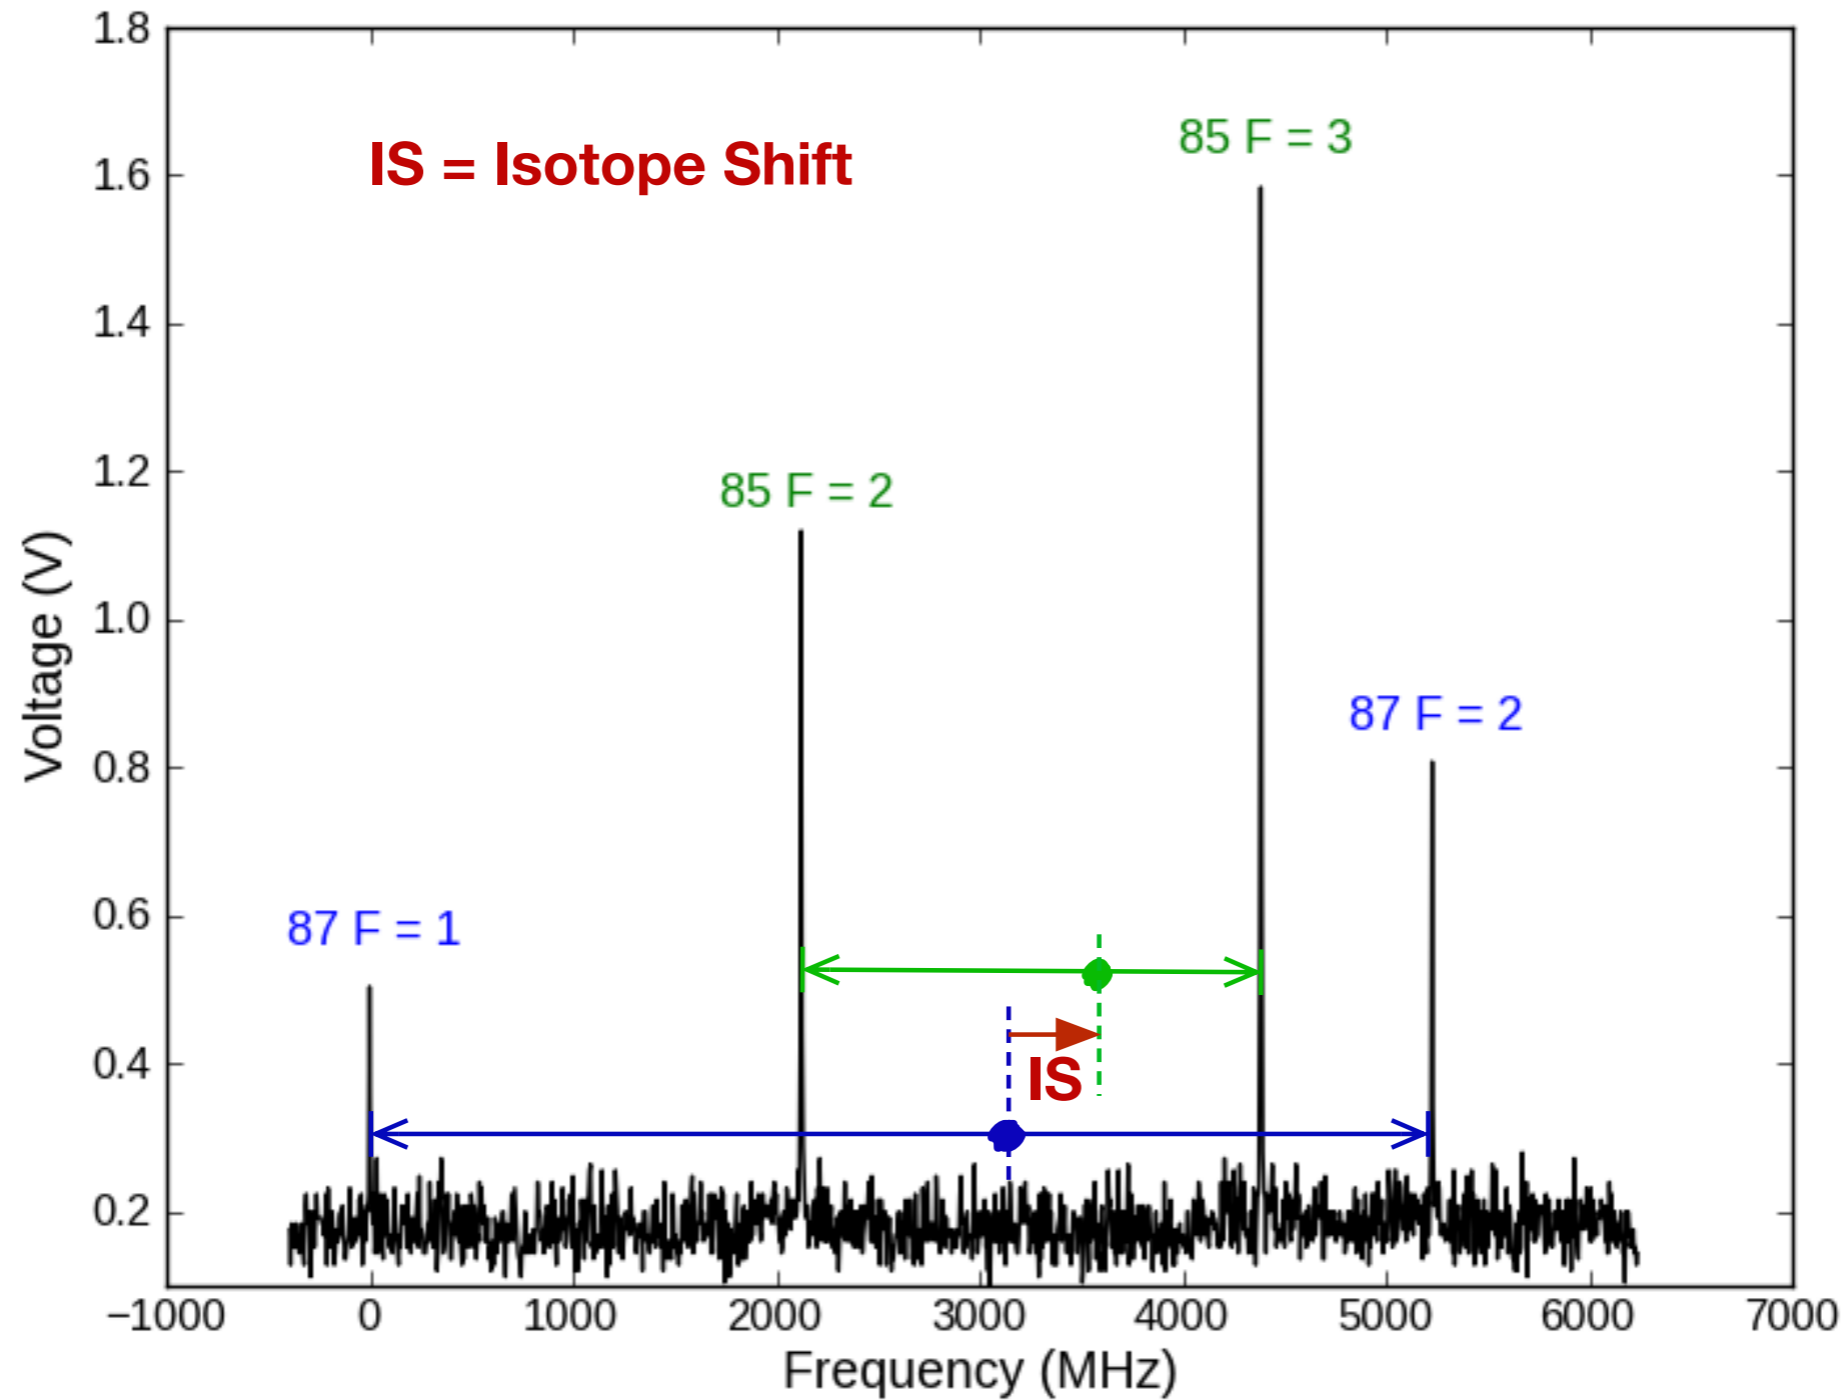 IS = Isotope Shift
85 F = 3
85 F = 2
87 F = 2
87 F = 1
IS
1.8
1.6
1.4
1.2
1.0
0.8
0.6
0.4
0.2
Voltage (V)
−1000 0 1000 2000 3000 4000 5000 6000 7000
Frequency (MHz)